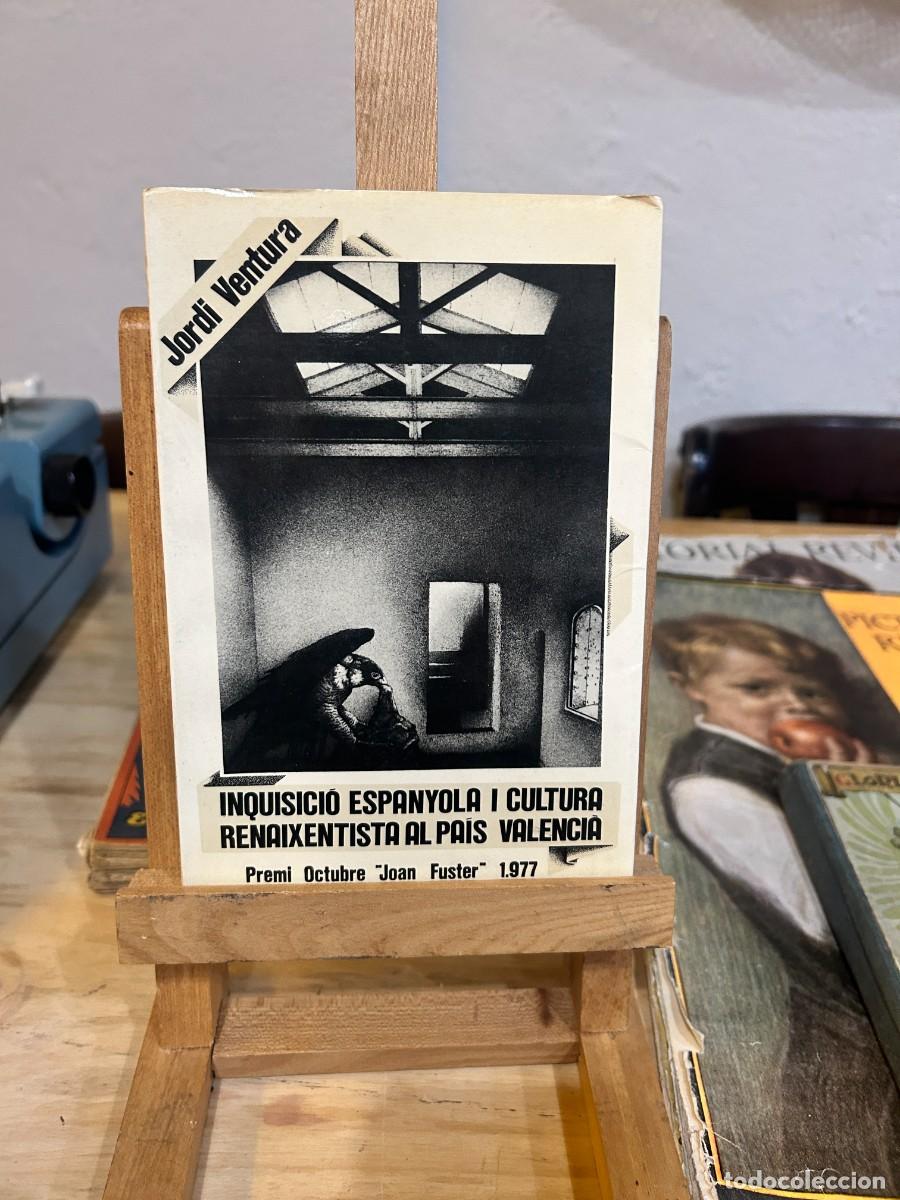 Jordi Ventura
INQUISICIÓ ESPANYOLA I CULTURA
RENAIXENTISTA AL PAÍS VALENCIÀ
Premi Octubre "Joan Fuster" 1.977
todocoleccion